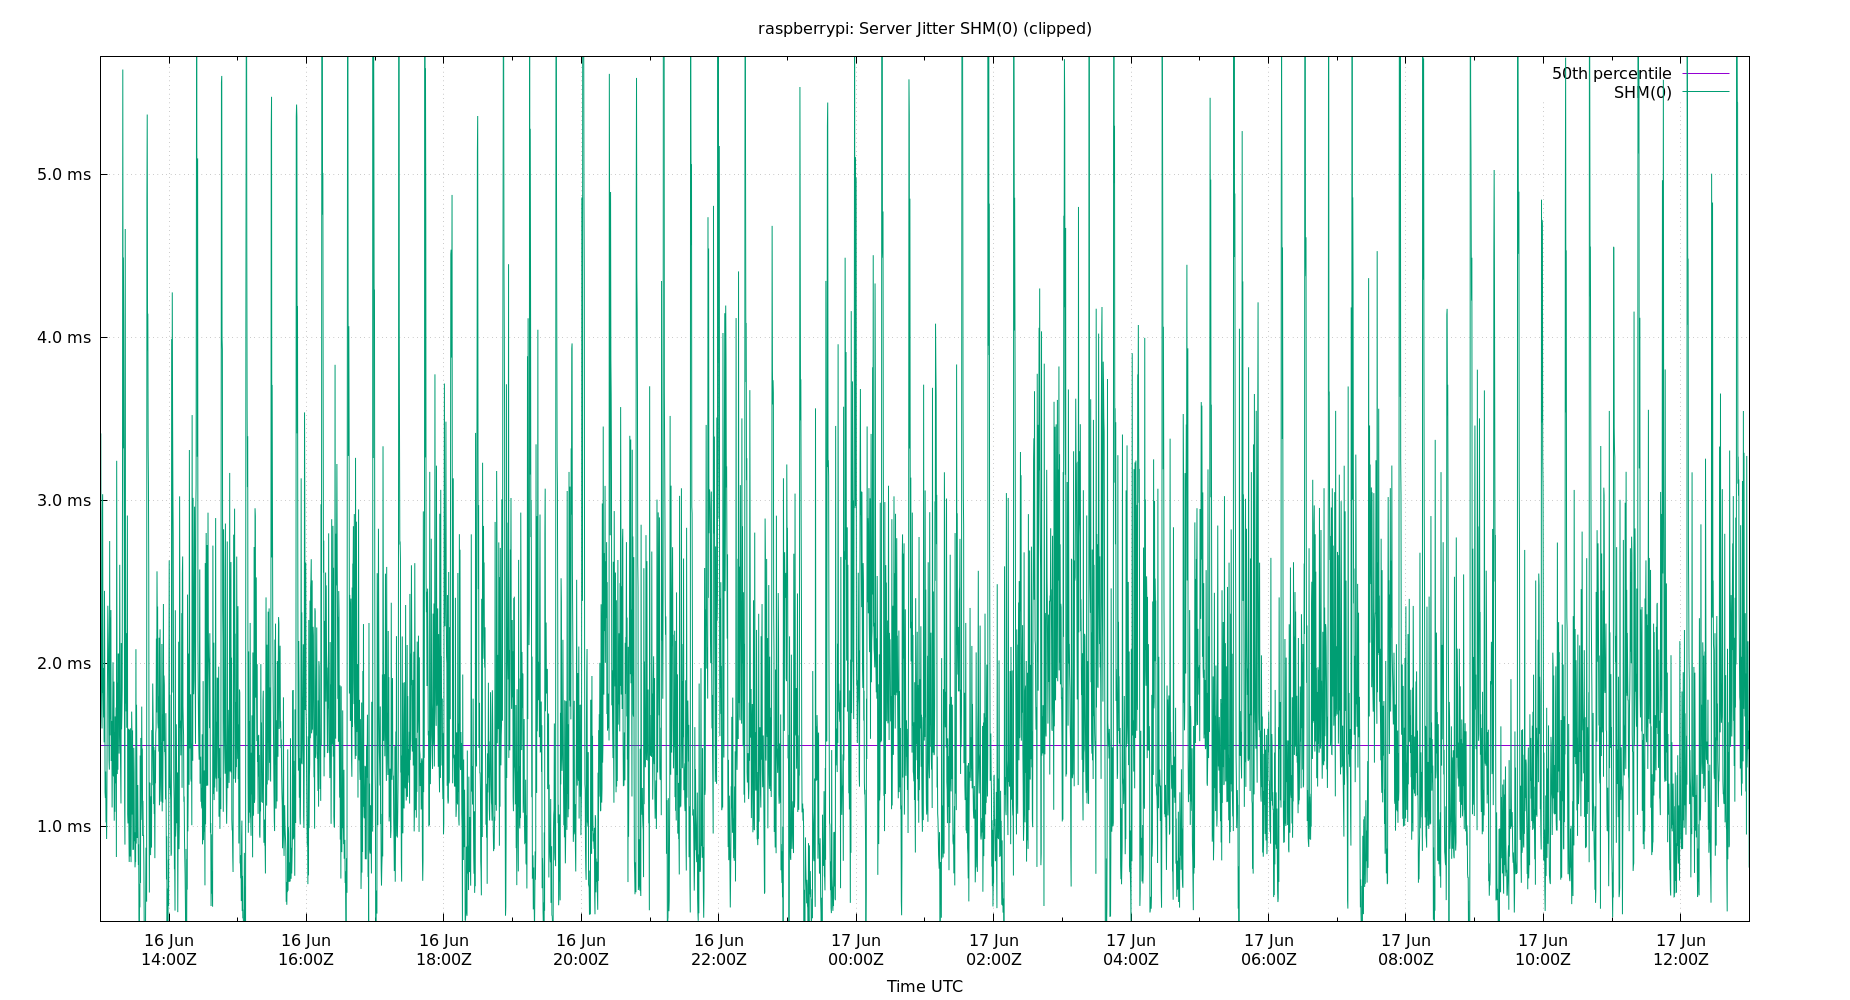 raspberrypi: Server Jitter SHM(0) (clipped)
50th percentile
SHM(0)
5.0 ms
4.0 ms
3.0 ms
2.0 ms
1.0 ms
16 Jun 16 Jun 16 Jun 16 Jun 16 Jun 17 Jun 17 Jun 17 Jun 17 Jun 17 Jun 17 Jun 17 Jun
14:00Z 16:00Z 18:00Z 20:00Z 22:00Z 00:00Z 02:00Z 04:00Z 06:00Z 08:00Z 10:00Z 12:00Z
Time UTC